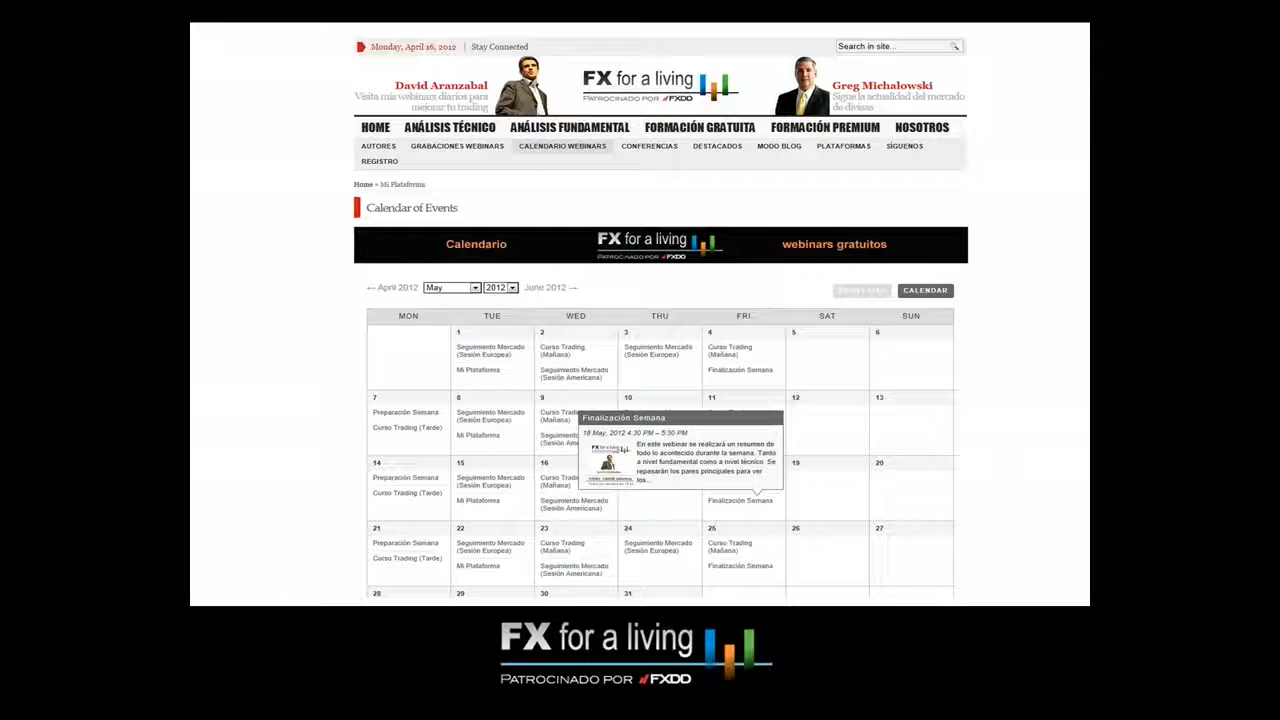 Monday, April 16, 2012 | Stay Connected
Search in site...
David Aranzabal
Visita mis webinars diarios para
mejorar tu trading
FX for a living
PATROCINADO POR FXDD
Greg Michalowski
Sigue la actualidad del mercado
de divisas
HOME ANÁLISIS TÉCNICO ANÁLISIS FUNDAMENTAL FORMACIÓN GRATUITA FORMACIÓN PREMIUM NOSOTROS
AUTORES GRABACIONES WEBINARS CALENDARIO WEBINARS CONFERENCIAS DESTACADOS MODO BLOG PLATAFORMAS SÍGUENOS
REGISTRO
Home » Mi Plataforma
Calendar of Events
Calendario
FX for a living
PATROCINADO POR FXDD
webinars gratuitos
← April 2012 May 2012 June 2012 →
CALENDAR
MON TUE WED THU FRI SAT SUN
1 2 3 4 5 6
Seguimiento Mercado Curso Trading Seguimiento Mercado Curso Trading
(Sesión Europea) (Mañana) (Sesión Europea) (Mañana)
Mi Plataforma Seguimiento Mercado Finalización Semana
(Sesión Americana)
7 8 9 10 11 12 13
Preparación Semana Seguimiento Mercado Curso
Curso Trading (Tarde) (Sesión Europea) (Mañana)
Mi Plataforma
(Sesión
Finalización Semana
18 May, 2012 4:30 PM – 5:30 PM
En este webinar se realizará un resumen de
todo lo acontecido durante la semana. Tanto
a nivel fundamental como a nivel técnico. Se
repasarán los pares principales para ver
los...
FX for a living
14 15 16 19 20
Preparación Semana Seguimiento Mercado Curso
Curso Trading (Tarde) (Sesión Europea) (Mañana)
Mi Plataforma Seguimiento Mercado Finalización Semana
(Sesión Americana)
21 22 23 24 25 26 27
Preparación Semana Seguimiento Mercado Curso Trading Seguimiento Mercado Curso Trading
Curso Trading (Tarde) (Sesión Europea) (Mañana) (Sesión Europea) (Mañana)
Mi Plataforma Seguimiento Mercado Finalización Semana
(Sesión Americana)
28 29 30 31
FX for a living
PATROCINADO POR FXDD